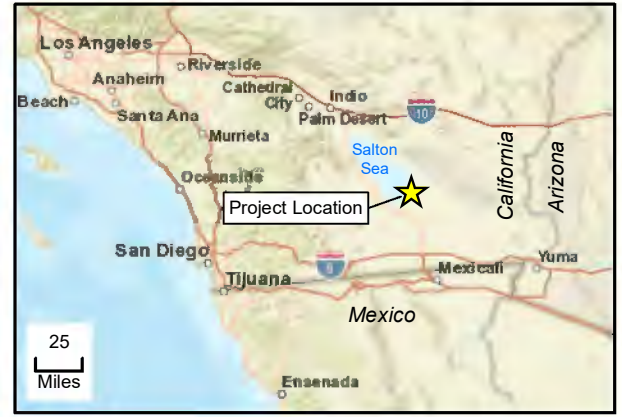 Los Angeles
Riverside
Anaheim
Cathedral
City
Indio
Beach
Santa Ana
Palm Desert
10
Murrieta
Salton
Sea
California
Arizona
Oceanside
Project Location
San Diego
8
Yuma
Mexicali
Tijuana
Mexico
25
Miles
Ensenada